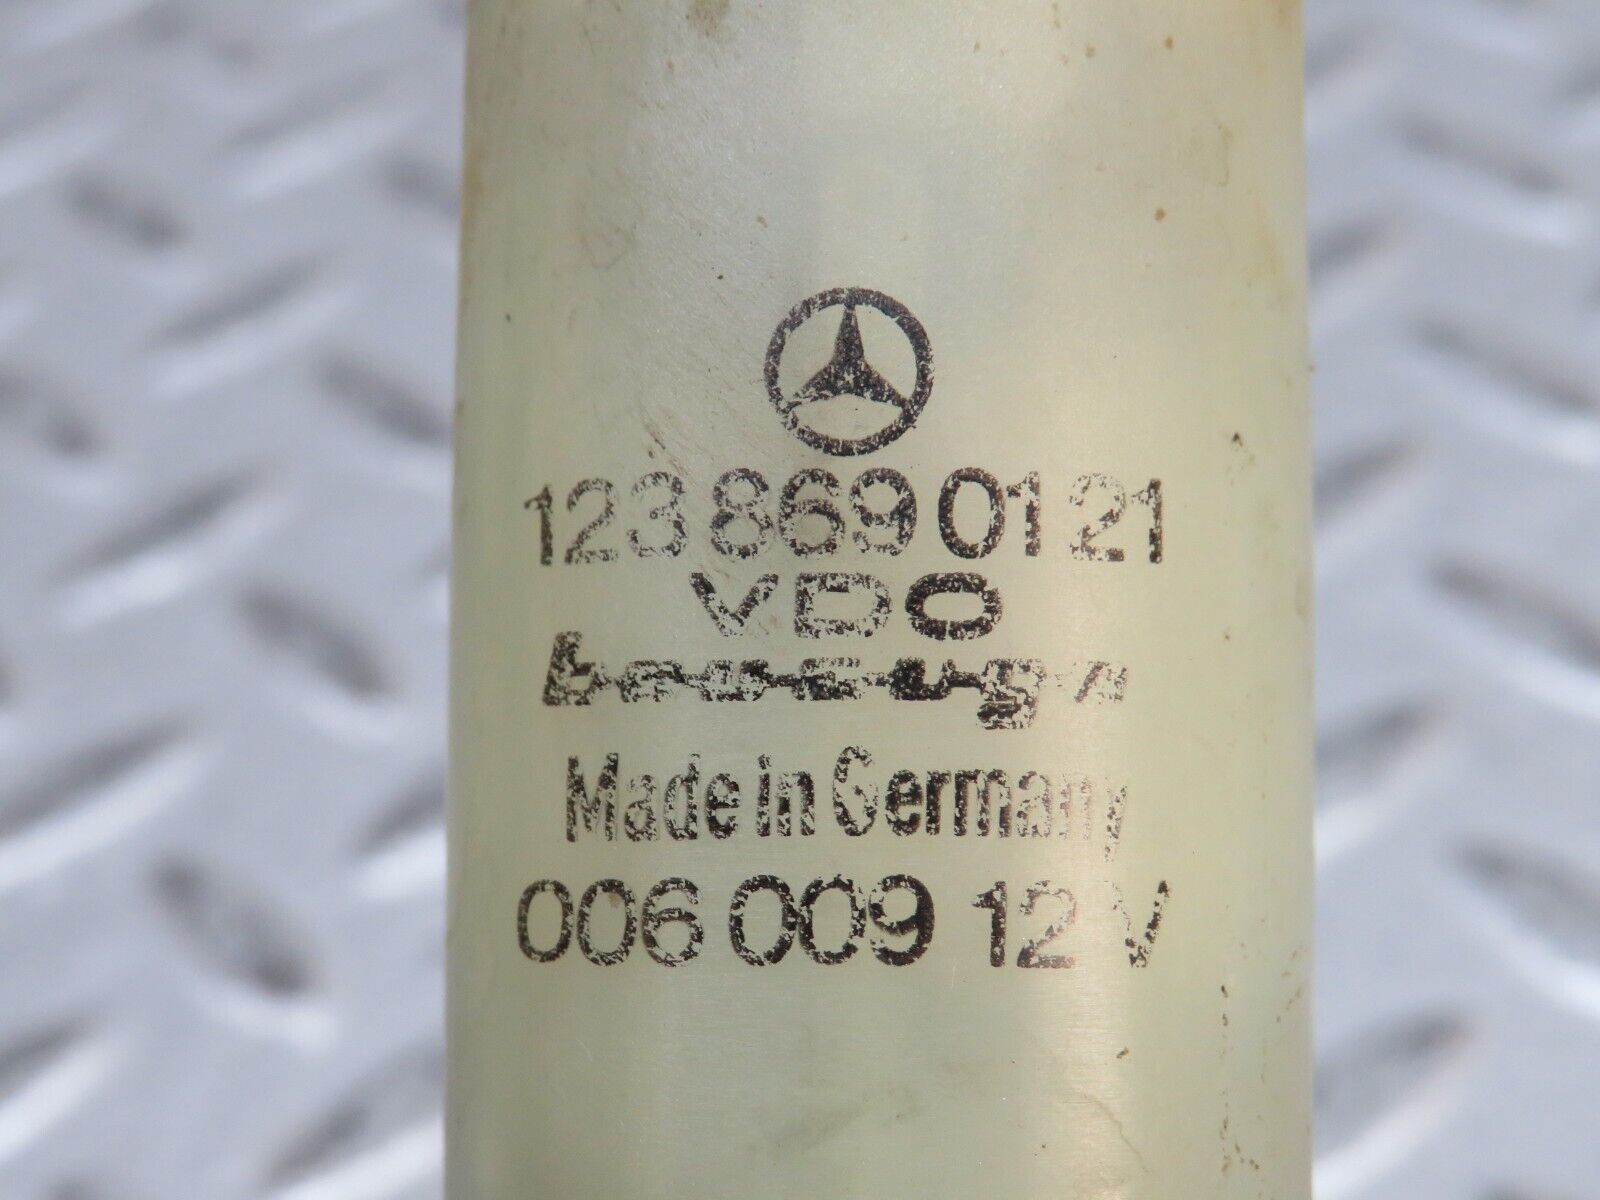 123 869 01 21
VDO
Made in Germany
006 009 12 V